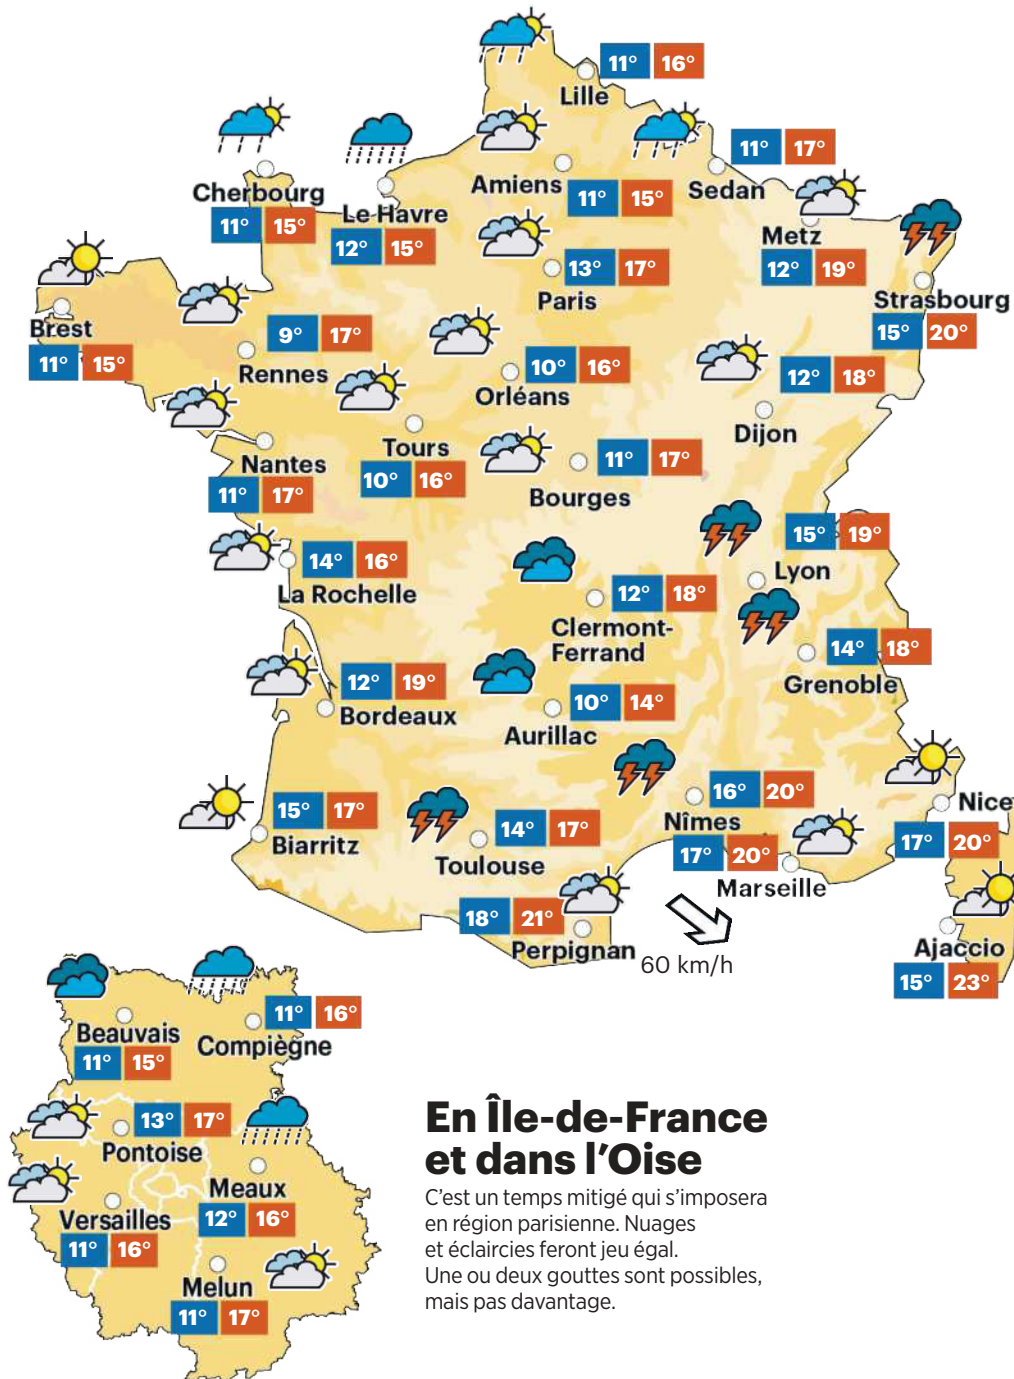 11° 16°
Lille
11° 17°
Sedan
Amiens
11° 15°
Cherbourg
11° 15°
Le Havre
12° 15°
Metz
12° 19°
13° 17°
Paris
Strasbourg
15° 20°
Brest
11° 15°
9° 17°
Rennes
10° 16°
Orléans
12° 18°
Dijon
Tours
10° 16°
Nantes
11° 17°
11° 17°
Bourges
15° 19°
Lyon
14° 16°
La Rochelle
12° 18°
Clermont-
Ferrand
14° 18°
Grenoble
12° 19°
Bordeaux
10° 14°
Aurillac
16° 20°
Nîmes
Nice
17° 20°
15° 17°
Biarritz
14° 17°
Toulouse
17° 20°
Marseille
18° 21°
Perpignan
60 km/h
Ajaccio
15° 23°
Beauvais
11° 15°
11° 16°
Compiègne
13° 17°
Pontoise
Meaux
12° 16°
Versailles
11° 16°
Melun
11° 17°
En Île-de-France
et dans l’Oise
C’est un temps mitigé qui s’imposera
en région parisienne. Nuages
et éclaircies feront jeu égal.
Une ou deux gouttes sont possibles,
mais pas davantage.